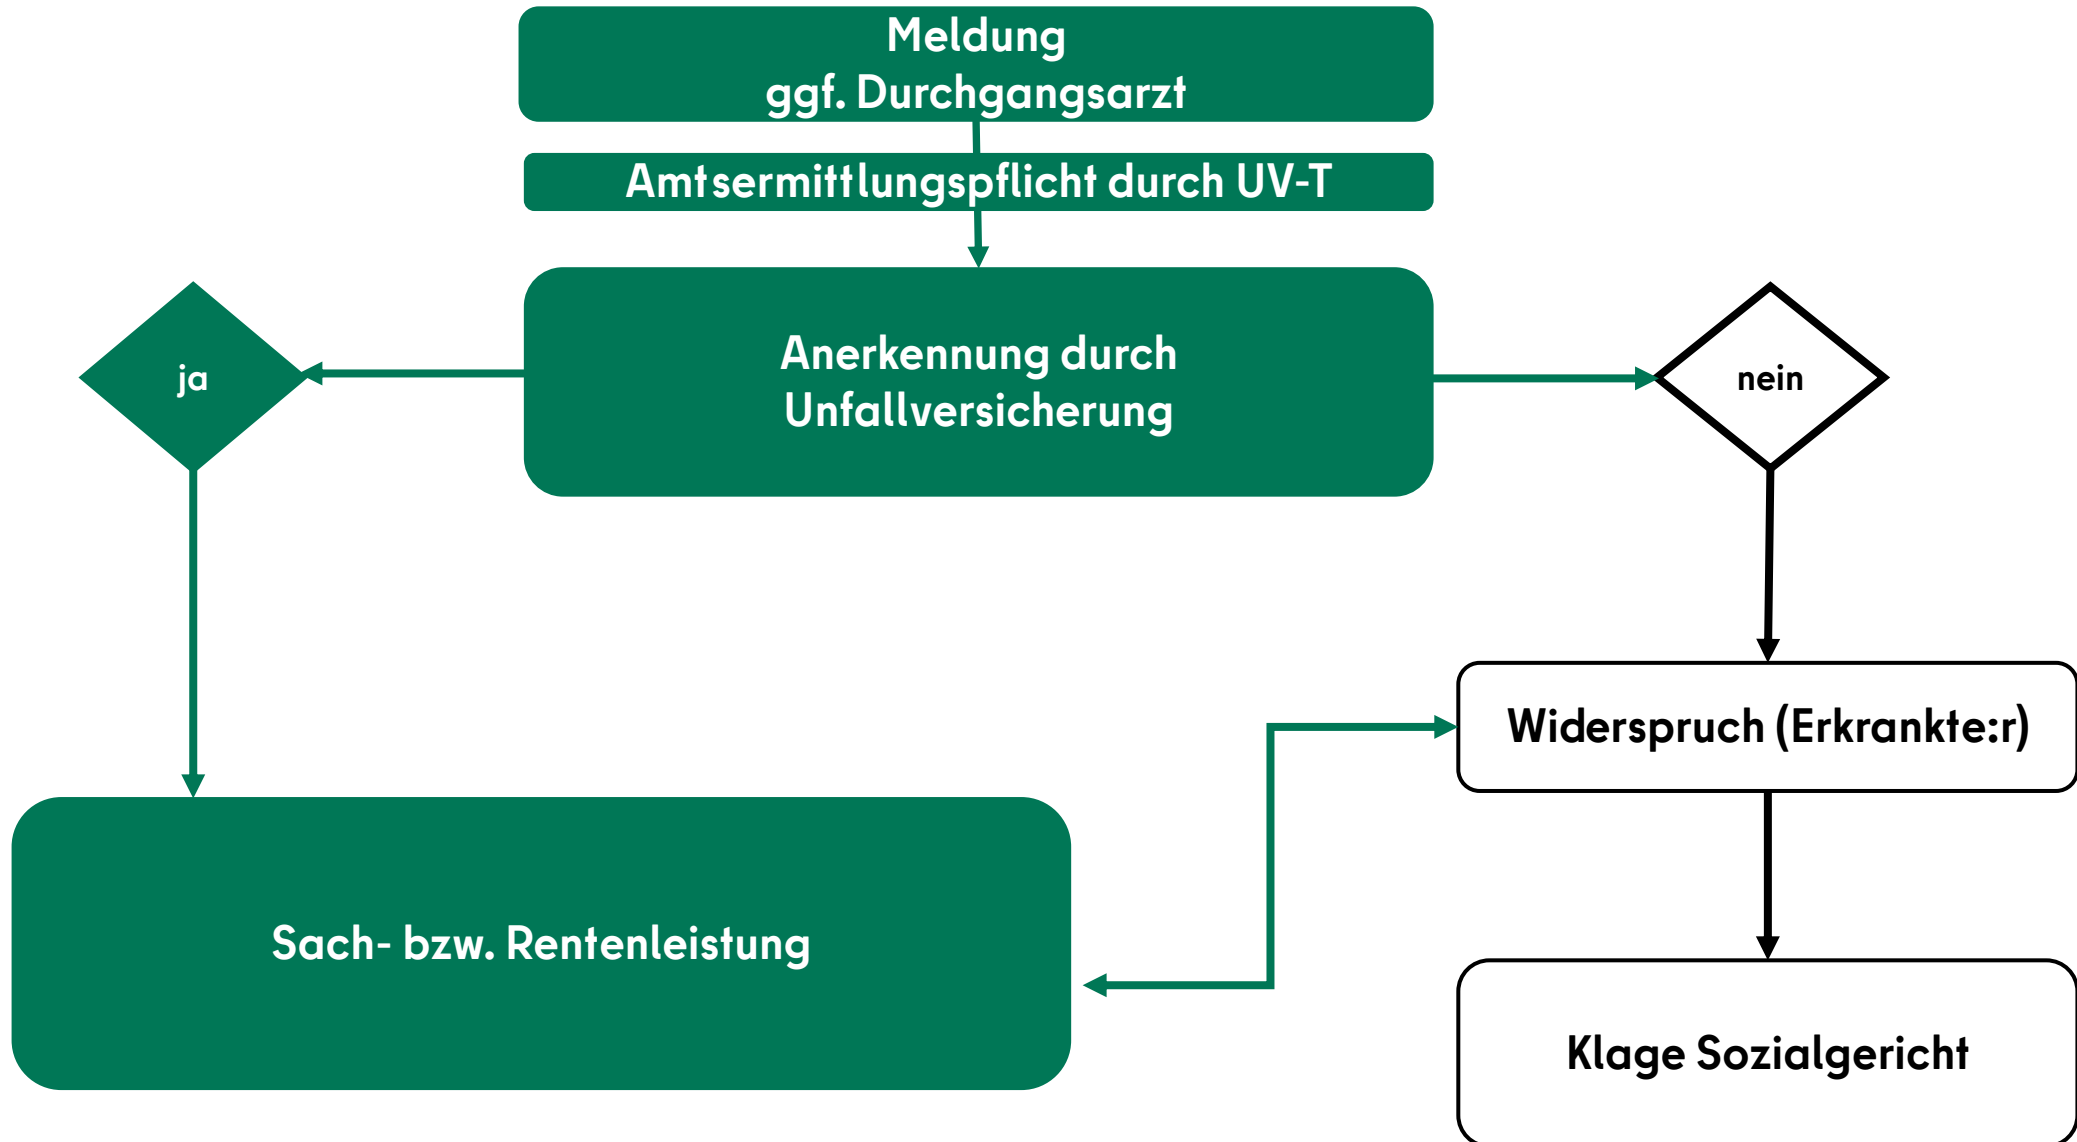 Meldung
ggf. Durchgangsarzt
Amtsermittlungspflicht durch UV-T
Anerkennung durch
Unfallversicherung
ja
nein
Widerspruch (Erkrankte:r)
Sach- bzw. Rentenleistung
Klage Sozialgericht